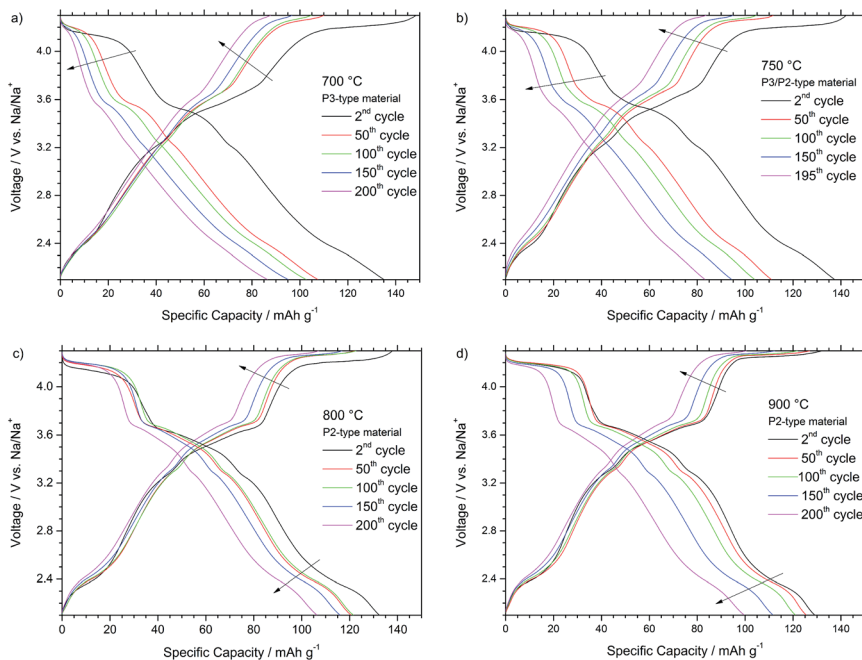 a)
700 °C
P3-type material
2nd cycle
50th cycle
100th cycle
150th cycle
200th cycle
4.0
3.6
3.2
2.8
2.4
Voltage / V vs. Na/Na+
0 20 40 60 80 100 120 140
Specific Capacity / mAh g-1
b)
750 °C
P3/P2-type material
2nd cycle
50th cycle
100th cycle
150th cycle
195th cycle
4.0
3.6
3.2
2.8
2.4
Voltage / V vs. Na/Na+
0 20 40 60 80 100 120 140
Specific Capacity / mAh g-1
c)
800 °C
P2-type material
2nd cycle
50th cycle
100th cycle
150th cycle
200th cycle
4.0
3.6
3.2
2.8
2.4
Voltage / V vs. Na/Na+
0 20 40 60 80 100 120 140
Specific Capacity / mAh g-1
d)
900 °C
P2-type material
2nd cycle
50th cycle
100th cycle
150th cycle
200th cycle
4.0
3.6
3.2
2.8
2.4
Voltage / V vs. Na/Na+
0 20 40 60 80 100 120 140
Specific Capacity / mAh g-1